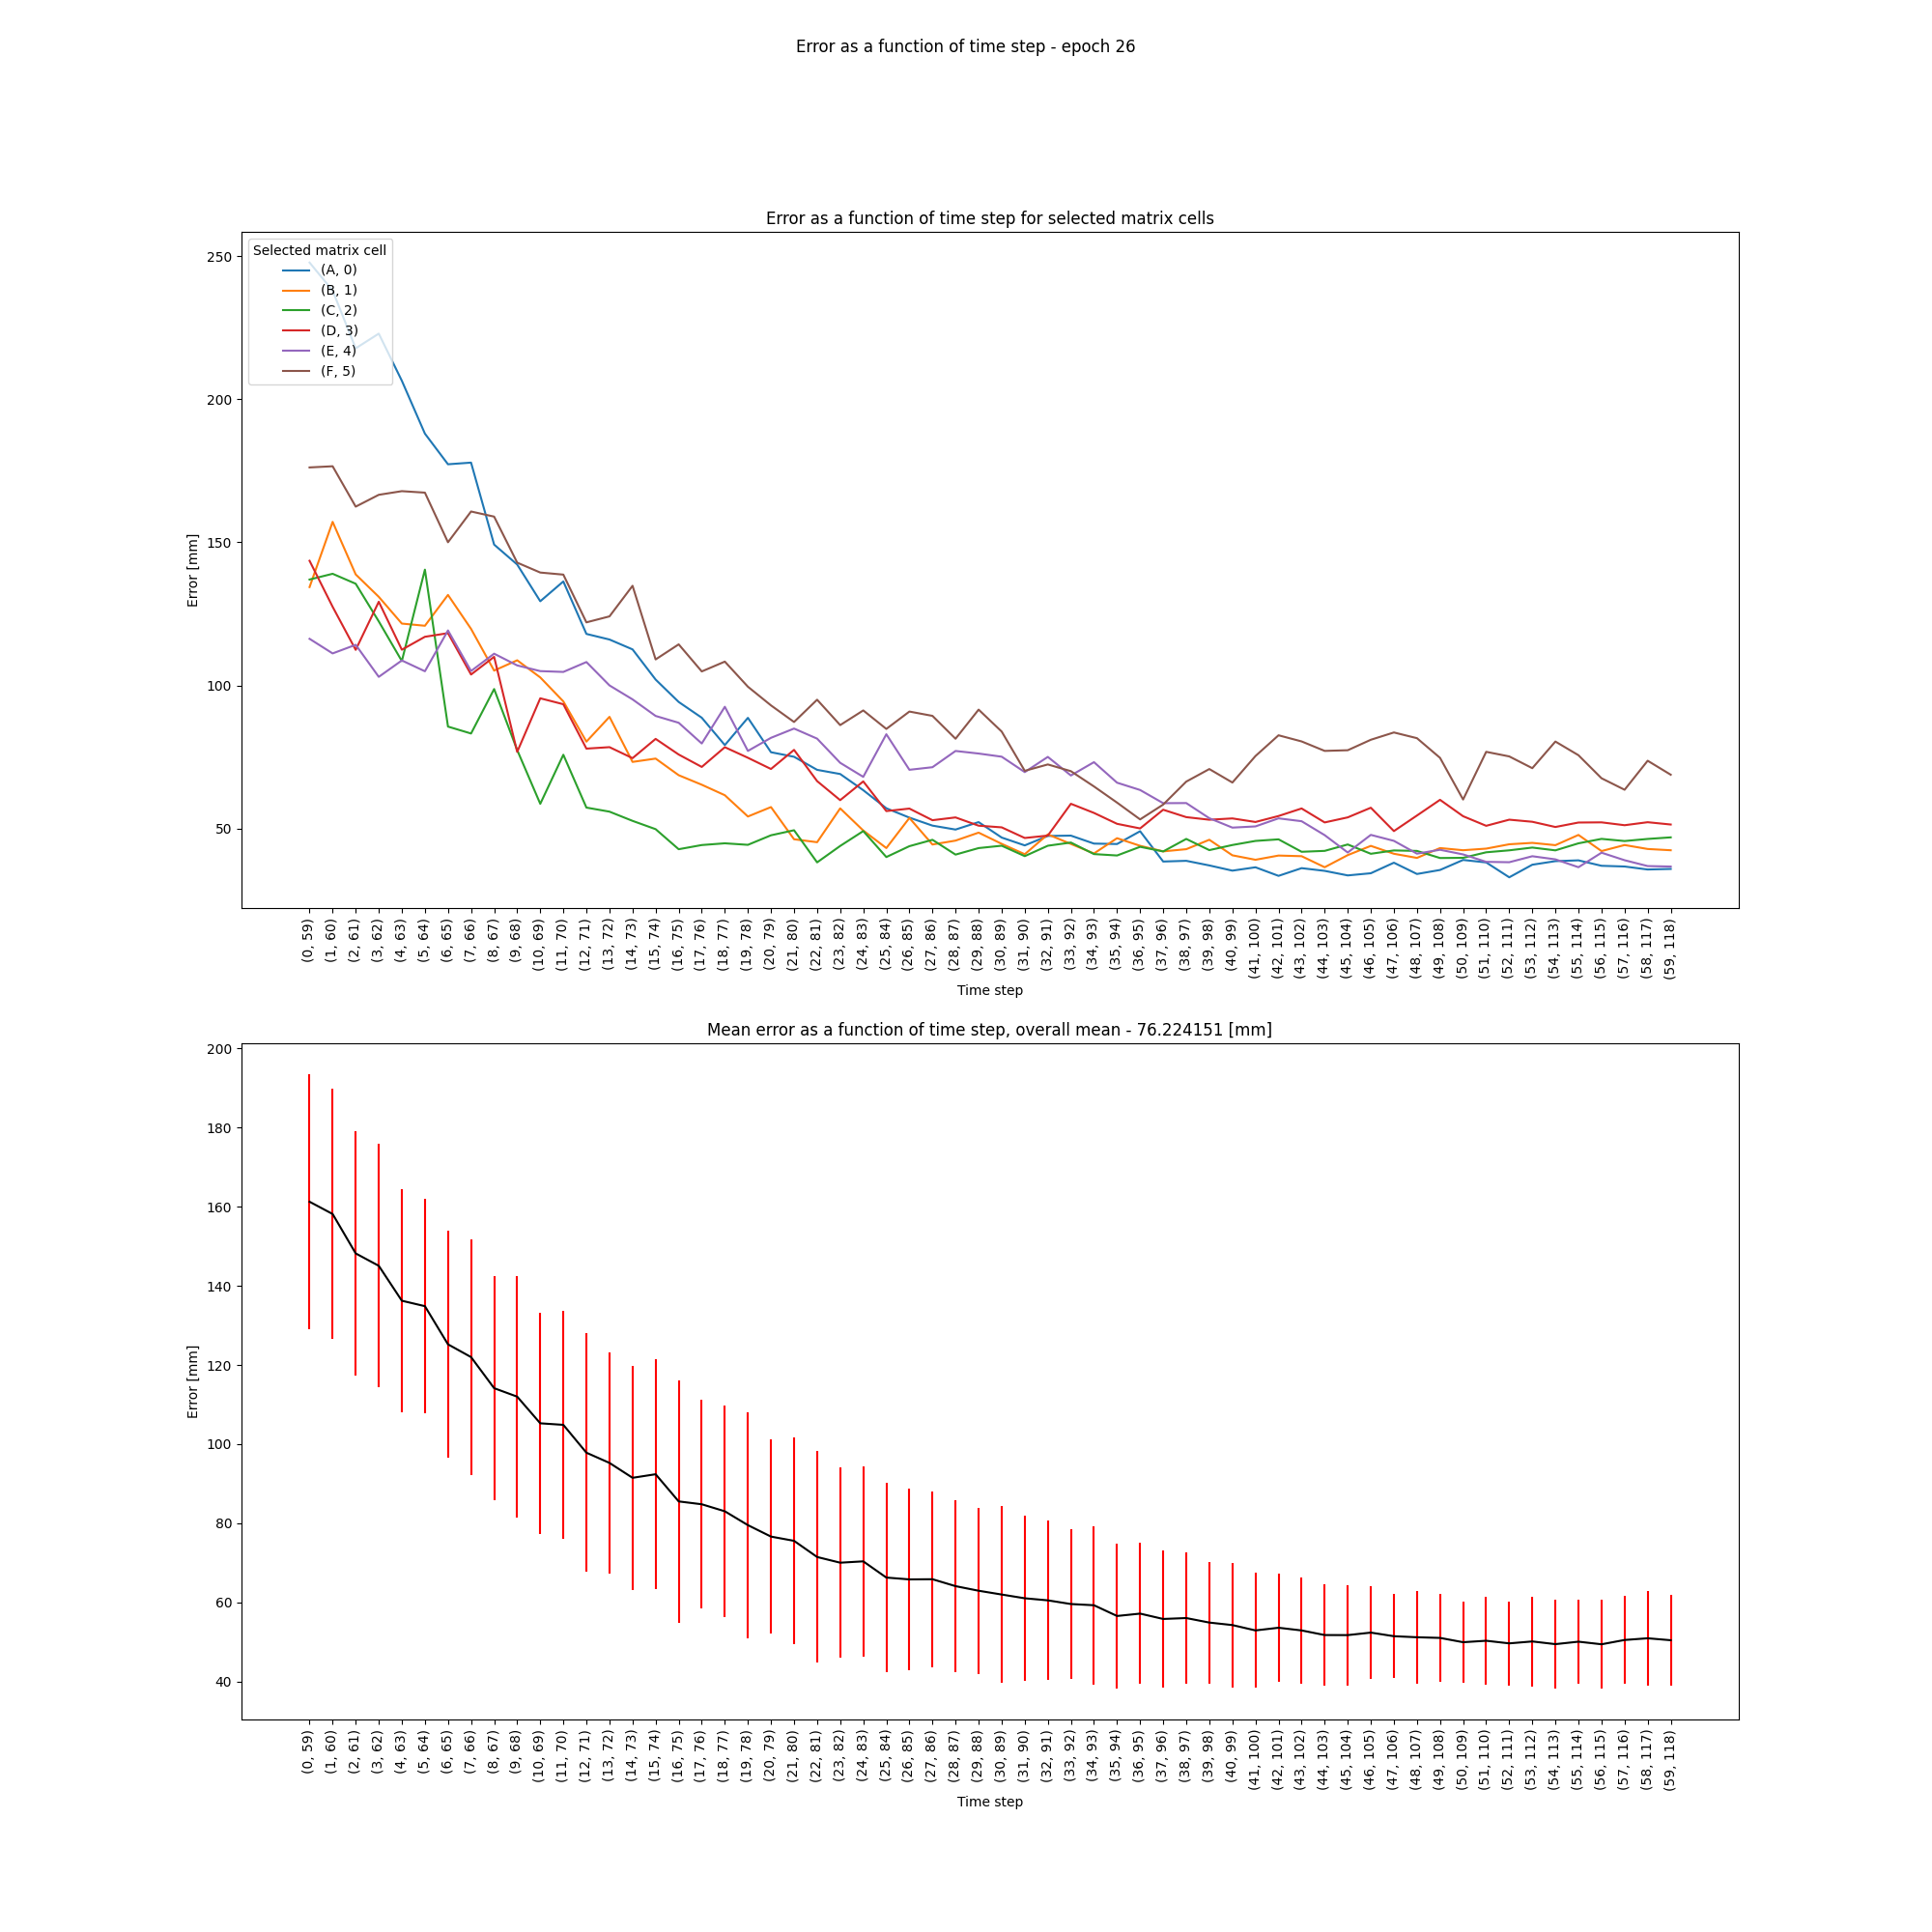 Error as a function of time step - epoch 26
Error as a function of time step for selected matrix cells
Selected matrix cell
(A, 0)
(B, 1)
(C, 2)
(D, 3)
(E, 4)
(F, 5)
250
200
150
100
50
Error [mm]
(0, 59) (1, 60) (2, 61) (3, 62) (4, 63) (5, 64) (6, 65) (7, 66) (8, 67) (9, 68) (10, 69) (11, 70) (12, 71) (13, 72) (14, 73) (15, 74) (16, 75) (17, 76) (18, 77) (19, 78) (20, 79) (21, 80) (22, 81) (23, 82) (24, 83) (25, 84) (26, 85) (27, 86) (28, 87) (29, 88) (30, 89) (31, 90) (32, 91) (33, 92) (34, 93) (35, 94) (36, 95) (37, 96) (38, 97) (39, 98) (40, 99) (41, 100) (42, 101) (43, 102) (44, 103) (45, 104) (46, 105) (47, 106) (48, 107) (49, 108) (50, 109) (51, 110) (52, 111) (53, 112) (54, 113) (55, 114) (56, 115) (57, 116) (58, 117) (59, 118)
Time step
Mean error as a function of time step, overall mean - 76.224151 [mm]
200
180
160
140
120
100
80
60
40
Error [mm]
(0, 59) (1, 60) (2, 61) (3, 62) (4, 63) (5, 64) (6, 65) (7, 66) (8, 67) (9, 68) (10, 69) (11, 70) (12, 71) (13, 72) (14, 73) (15, 74) (16, 75) (17, 76) (18, 77) (19, 78) (20, 79) (21, 80) (22, 81) (23, 82) (24, 83) (25, 84) (26, 85) (27, 86) (28, 87) (29, 88) (30, 89) (31, 90) (32, 91) (33, 92) (34, 93) (35, 94) (36, 95) (37, 96) (38, 97) (39, 98) (40, 99) (41, 100) (42, 101) (43, 102) (44, 103) (45, 104) (46, 105) (47, 106) (48, 107) (49, 108) (50, 109) (51, 110) (52, 111) (53, 112) (54, 113) (55, 114) (56, 115) (57, 116) (58, 117) (59, 118)
Time step